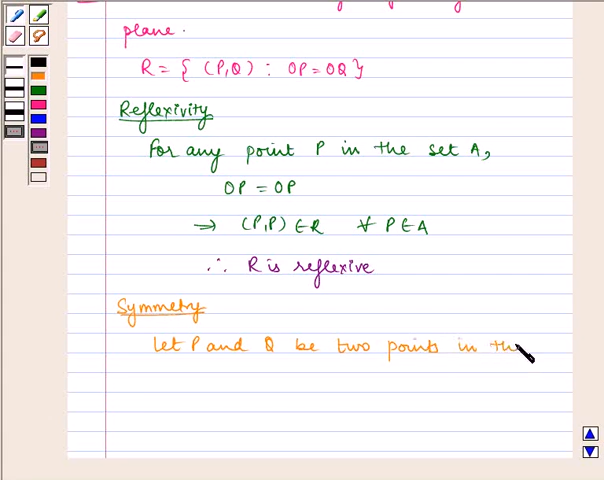 plane.
R = { (P,Q) : OP = OQ }
Reflexivity
For any point P in the set A,
OP = OP
→ (P,P) ∈ R ∀ P ∈ A
∴ R is reflexive
Symmetry
Let P and Q be two points in the